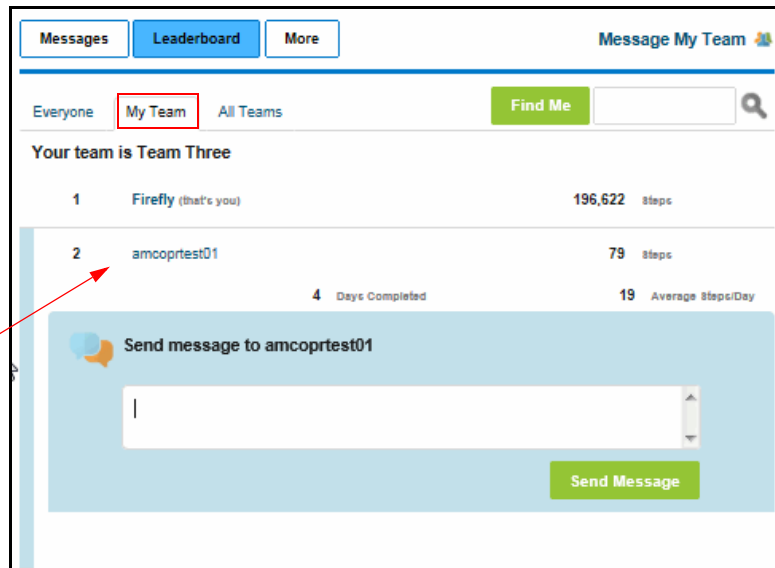 Messages Leaderboard More Message My Team
Everyone My Team All Teams Find Me
Your team is Team Three
1 Firefly (that's you) 196,622 Steps
2 amcoprtest01 79 Steps
4 Days Completed 19 Average Steps/Day
Send message to amcoprtest01
Send Message